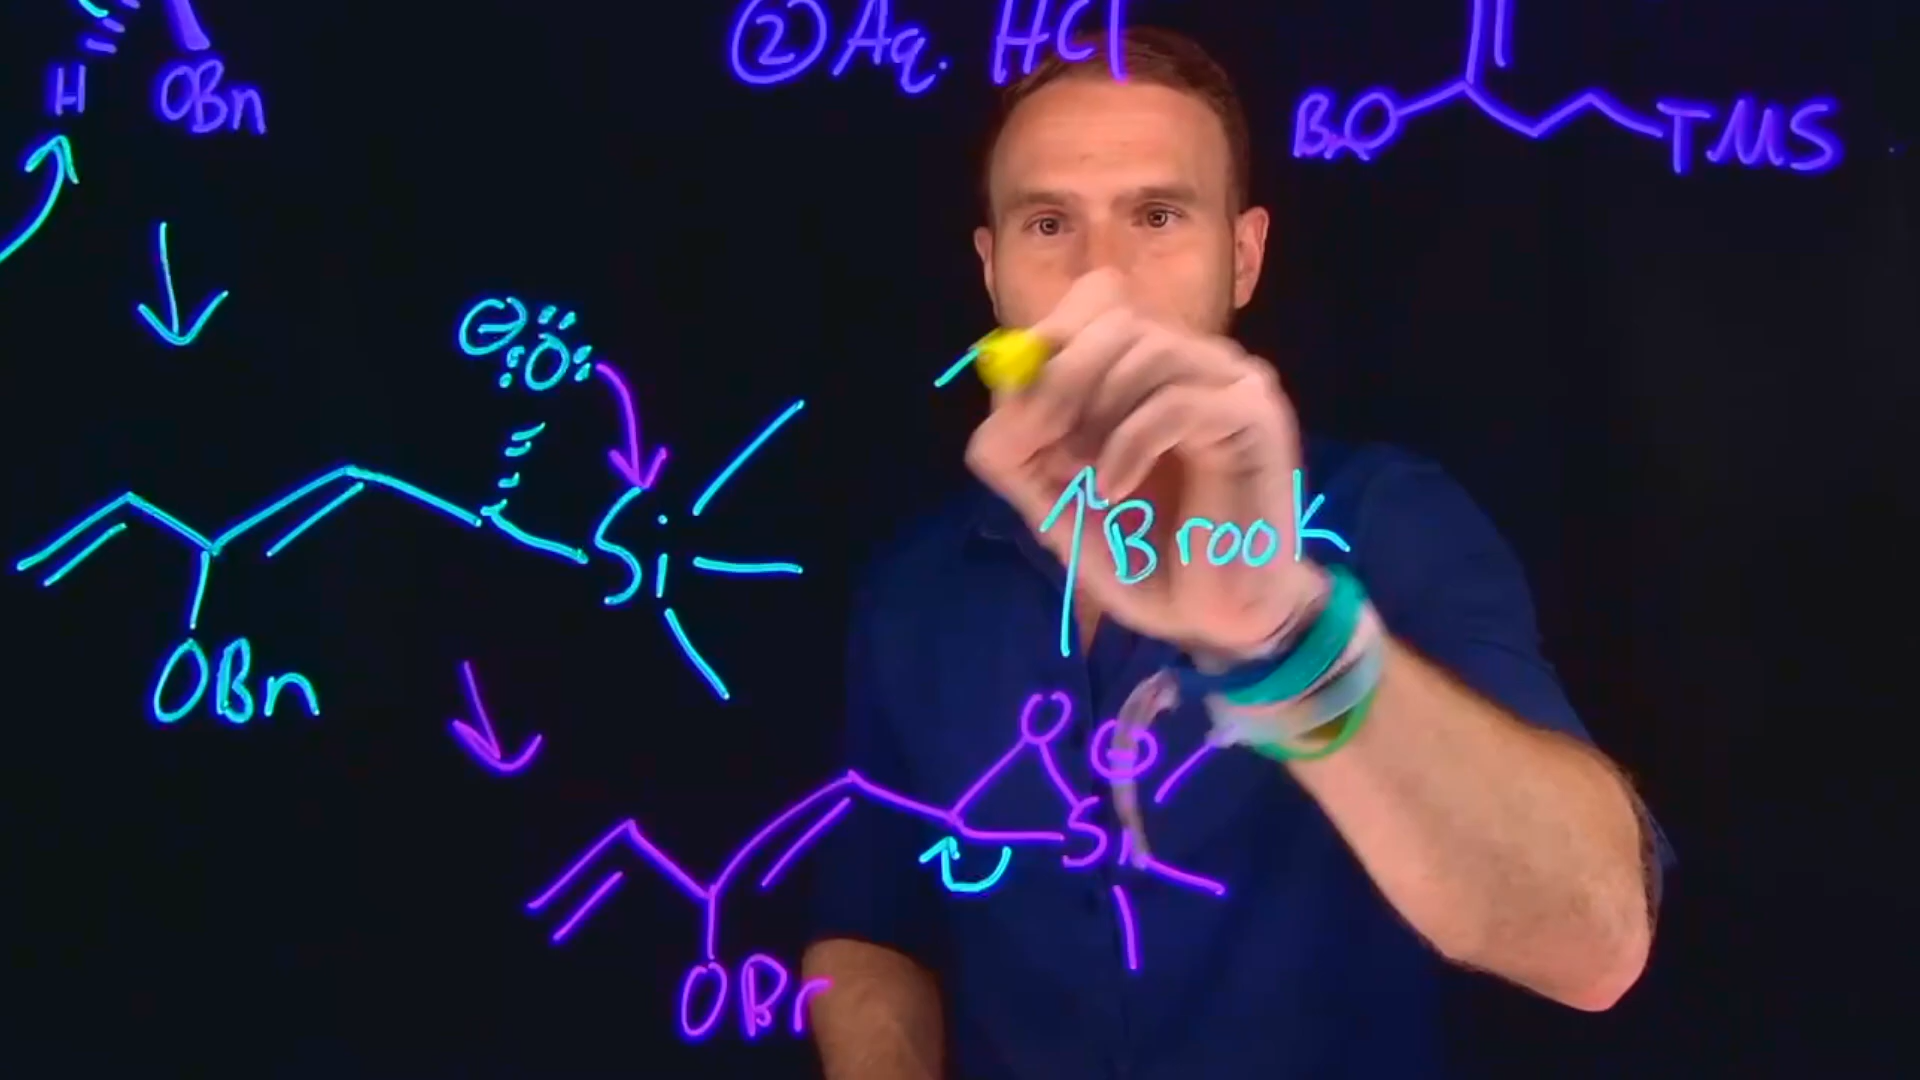 ② Aq. HCl
H
OBn
BnO
TMS
⊖
:Ö:
Si
Brook
OBn
O
⊖
Si
OBn